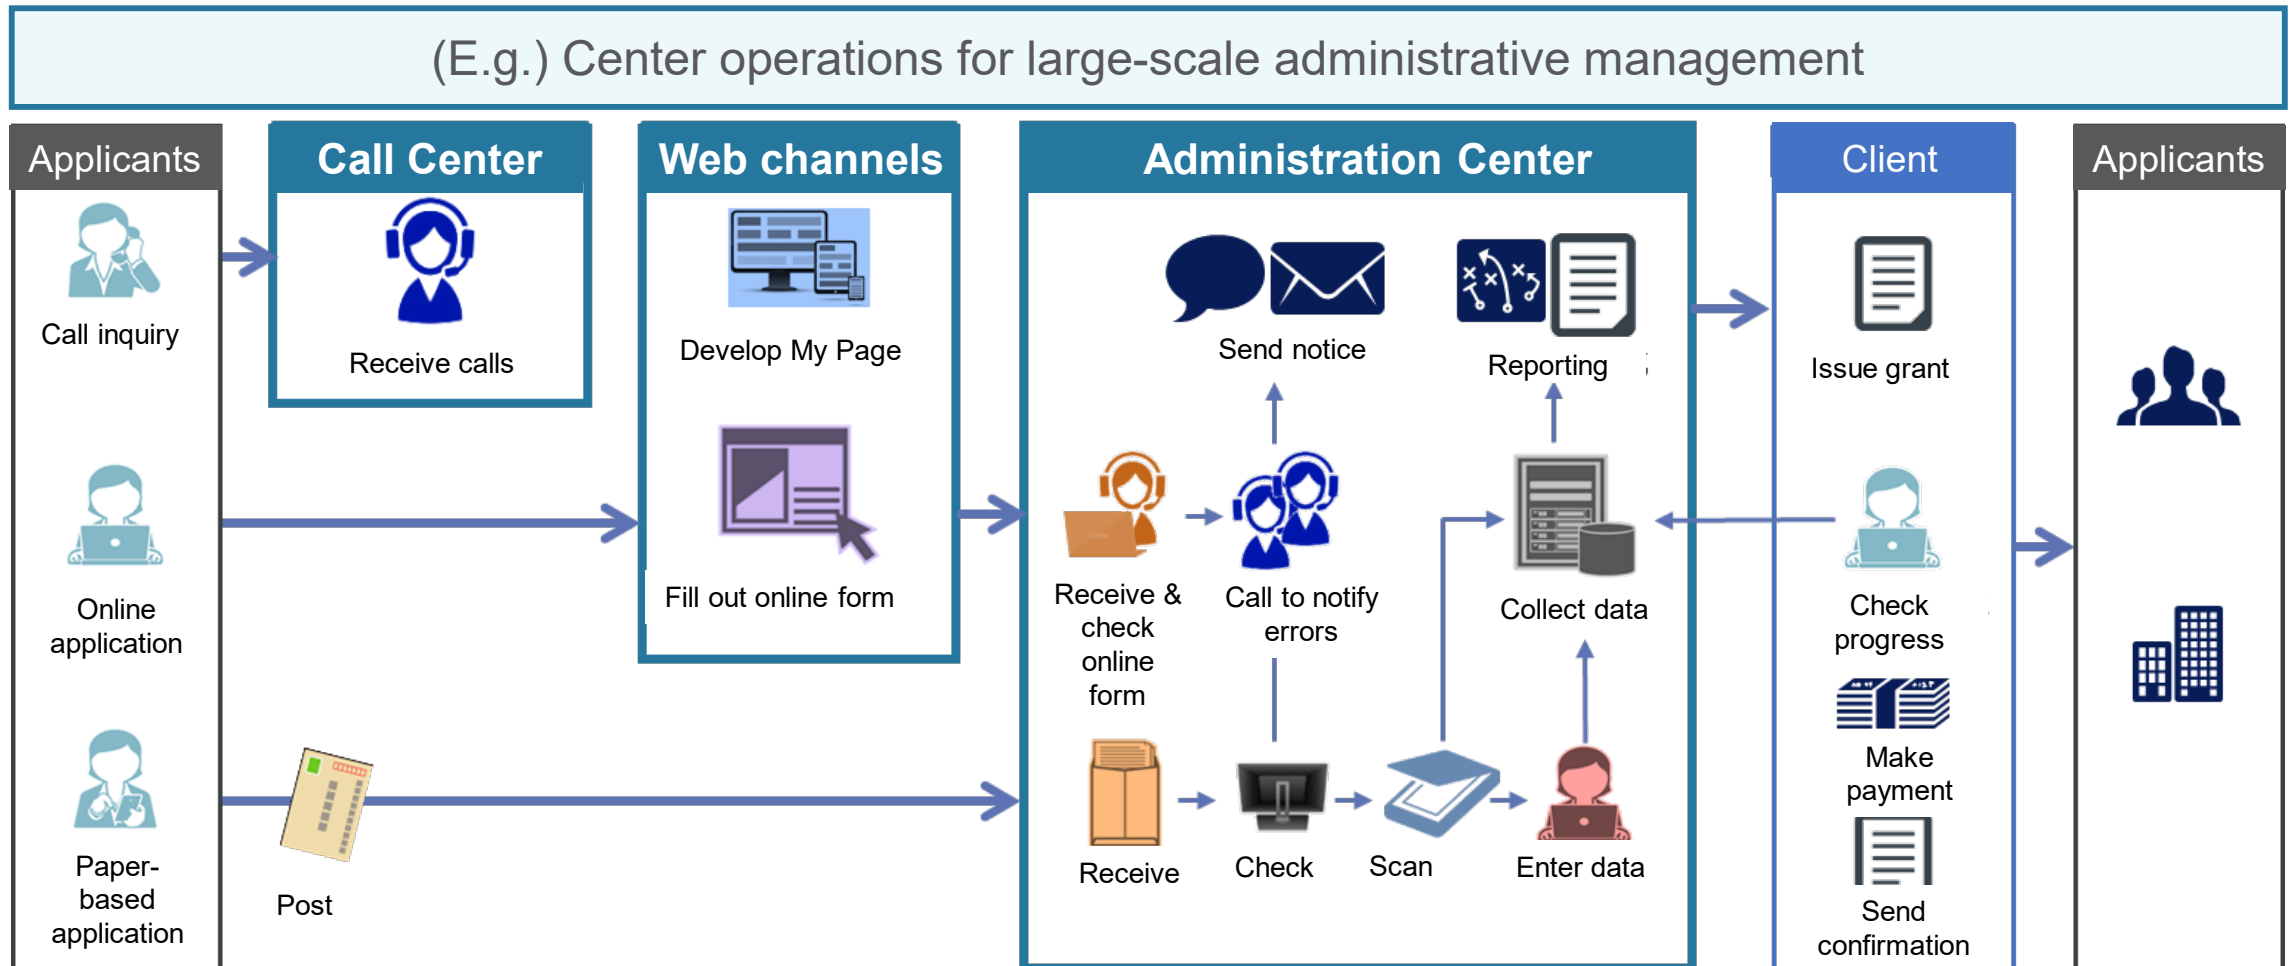 (E.g.) Center operations for large-scale administrative management
Applicants
Call inquiry
Online
application
Paper-
based
application
Call Center
Receive calls
Post
Web channels
Develop My Page
Fill out online form
Administration Center
Send notice
Reporting
Receive &
check
online
form
Call to notify
errors
Collect data
Receive
Check
Scan
Enter data
Client
Issue grant
Check
progress
Make
payment
Send
confirmation
Applicants